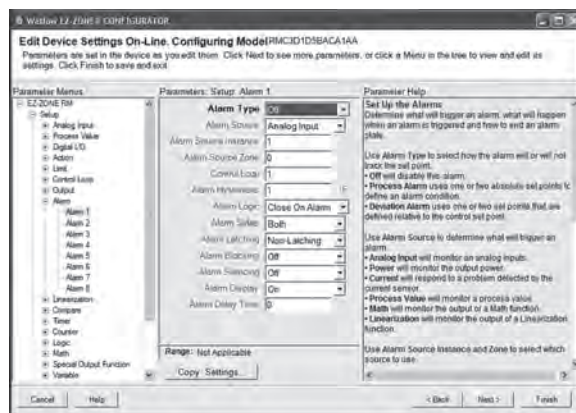 Watlow EZ-ZONE® CONFIGURATOR
Edit Device Settings On-Line. Configuring Model RMC3D1D5BACA1AA
Parameters are set in the device as you edit them. Click Next to see more parameters, or click a Menu in the tree to view and edit its
settings. Click Finish to save and exit.
Parameter Menus
EZ-ZONE RM
Setup
Analog Input
Process Value
Digital I/O
Action
Limit
Control Loop
Output
Alarm
Alarm 1
Alarm 2
Alarm 3
Alarm 4
Alarm 5
Alarm 6
Alarm 7
Alarm 8
Linearization
Compare
Timer
Counter
Logic
Math
Special Output Function
Variable
Parameters: Setup: Alarm 1
Alarm Type Off
Alarm Source Analog Input
Alarm Source Instance 1
Alarm Source Zone 0
Control Loop 1
Alarm Hysteresis 1
Alarm Logic Close On Alarm
Alarm Sides Both
Alarm Latching Non-Latching
Alarm Blocking Off
Alarm Silencing Off
Alarm Display On
Alarm Delay Time 0
Range: Not Applicable
Copy Settings...
Parameter Help
Set Up the Alarms
Determine what will trigger an alarm, what will happen
when an alarm is triggered and how to end an alarm
state.
Use Alarm Type to select how the alarm will or will not
track the set point.
• Off will disable this alarm.
• Process Alarm uses one or two absolute set points to
define an alarm condition.
• Deviation Alarm uses one or two set points that are
defined relative to the control set point.
Use Alarm Source to determine what will trigger an
alarm.
• Analog Input will monitor an analog inputs.
• Power will monitor the output power.
• Current will respond to a problem detected by the
current sensor.
• Process Value will monitor a process value.
• Math will monitor the output of a Math function.
• Linearization will monitor the output of a Linearization
function.
Use Alarm Source Instance and Zone to select which
source to use.
Cancel
Help
< Back
Next >
Finish